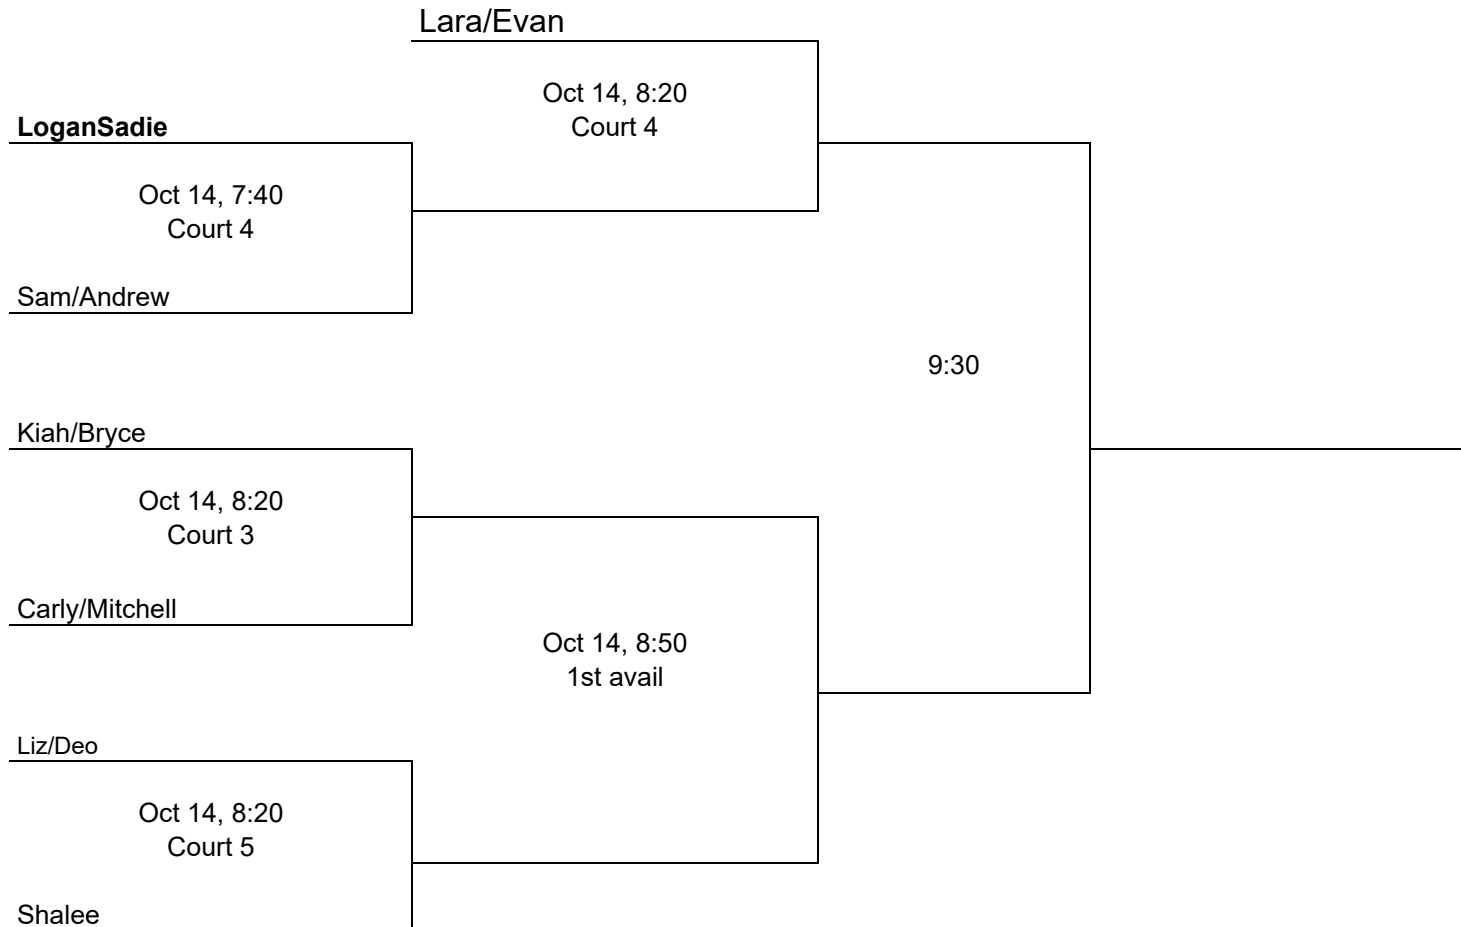 Lara/Evan
Oct 14, 8:20
Court 4
LoganSadie
Oct 14, 7:40
Court 4
Sam/Andrew
9:30
Kiah/Bryce
Oct 14, 8:20
Court 3
Carly/Mitchell
Oct 14, 8:50
1st avail
Liz/Deo
Oct 14, 8:20
Court 5
Shalee